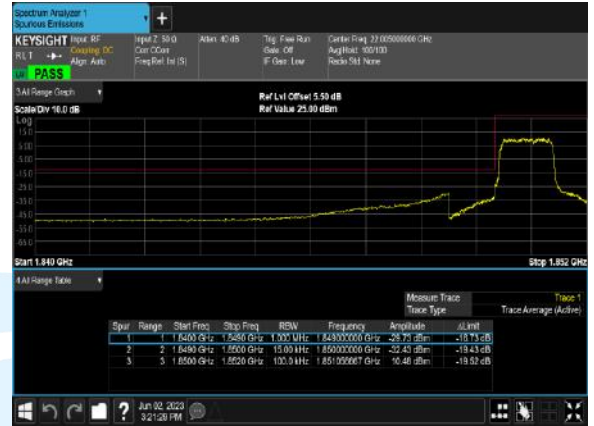 Spectrum Analyzer 1
Spurious Emissions
KEYSIGHT Input: RF
Coupling: DC
Align: Auto
RLT
Input Z: 50 Ω
Corr CCorr
Freq Ref: Int (S)
Atten: 40 dB
Trig: Free Run
Gate: Off
IF Gain: Low
Center Freq: 22.005000000 GHz
Avg|Hold: 100/100
Radio Std: None
PASS
3 All Range Graph
Scale/Div 10.0 dB
Ref Lvl Offset 5.50 dB
Ref Value 25.00 dBm
Log
15.0
5.00
-5.00
-15.0
-25.0
-35.0
-45.0
-55.0
-65.0
Start 1.840 GHz
Stop 1.852 GHz
4 All Range Table
Measure Trace Trace 1
Trace Type Trace Average (Active)
Spur Range Start Freq Stop Freq RBW Frequency Amplitude ΔLimit
1 1 1.8400 GHz 1.8490 GHz 1.000 MHz 1.849000000 GHz -29.73 dBm -16.73 dB
2 2 1.8490 GHz 1.8500 GHz 15.00 kHz 1.850000000 GHz -32.43 dBm -19.43 dB
3 3 1.8500 GHz 1.8520 GHz 100.0 kHz 1.851056667 GHz 10.48 dBm -19.52 dB
? Jun 02, 2023
3:21:29 PM